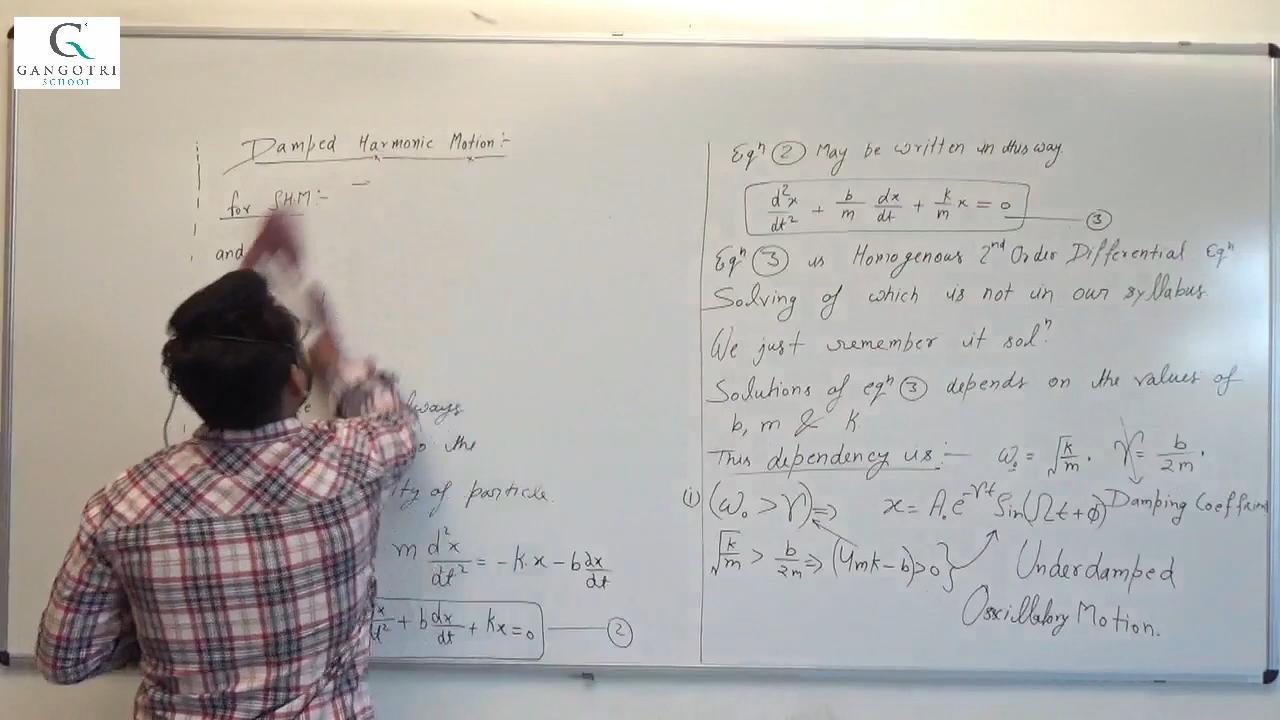 GANGOTRI
SCHOOL
Damped Harmonic Motion:-
for S.H.M:-
and
always
to the
ity of particle.
m d²x/dt² = -k.x - b dx/dt
+ b dx/dt + kx = 0 ——— ②
Eqⁿ ② May be written in this way
d²x/dt² + b/m dx/dt + k/m x = 0 ——— ③
Eqⁿ ③ is Homogenous 2nd Order Differential Eqⁿ
Solving of which is not in our syllabus.
We just remember it solⁿ.
Solutions of eqⁿ ③ depends on the values of
b, m & k
This dependency is:— ω₀ = √k/m . γ = b/2m .
Damping Coefficient
(i) (ω₀ > γ) ⇒ x = A₀e^-γt Sin(Ωt + φ)
√k/m > b/2m ⇒ (4mk - b) > 0 }
Underdamped
Osscillatory Motion.